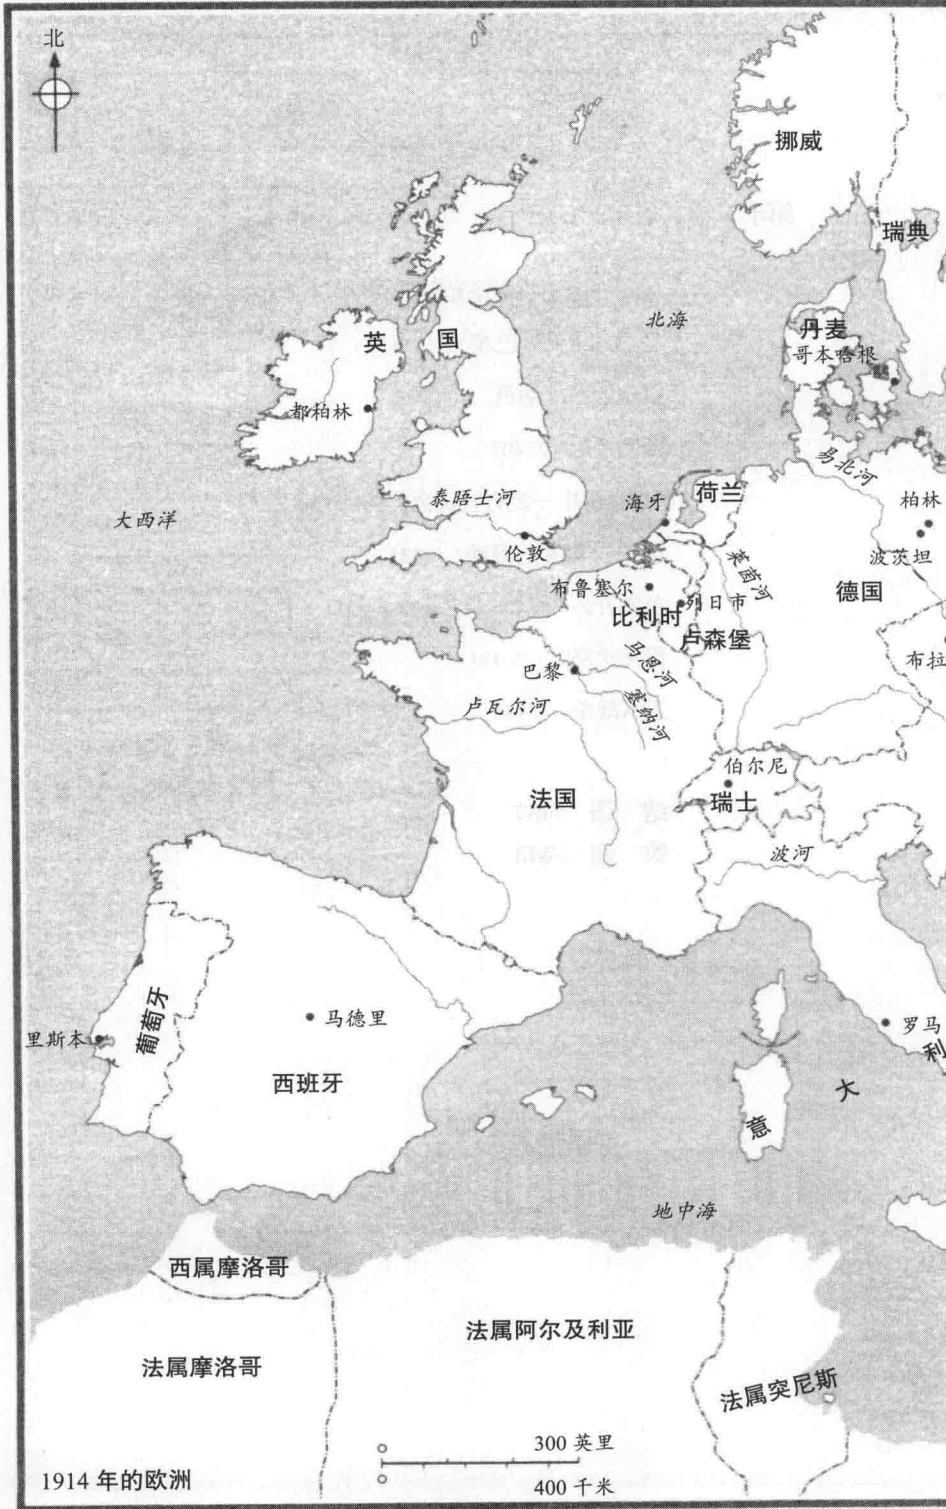 北
挪威
瑞典
北海
英国
丹麦
哥本哈根
都柏林
易北河
泰晤士河
海牙
荷兰
柏林
大西洋
伦敦
莱茵河
波茨坦
布鲁塞尔
列日市
德国
比利时
卢森堡
布拉
巴黎
马恩河
卢瓦尔河
塞纳河
伯尔尼
法国
瑞士
波河
葡萄牙
马德里
罗马
里斯本
西班牙
意大利
地中海
西属摩洛哥
法属阿尔及利亚
法属摩洛哥
法属突尼斯
300 英里
1914 年的欧洲
400 千米